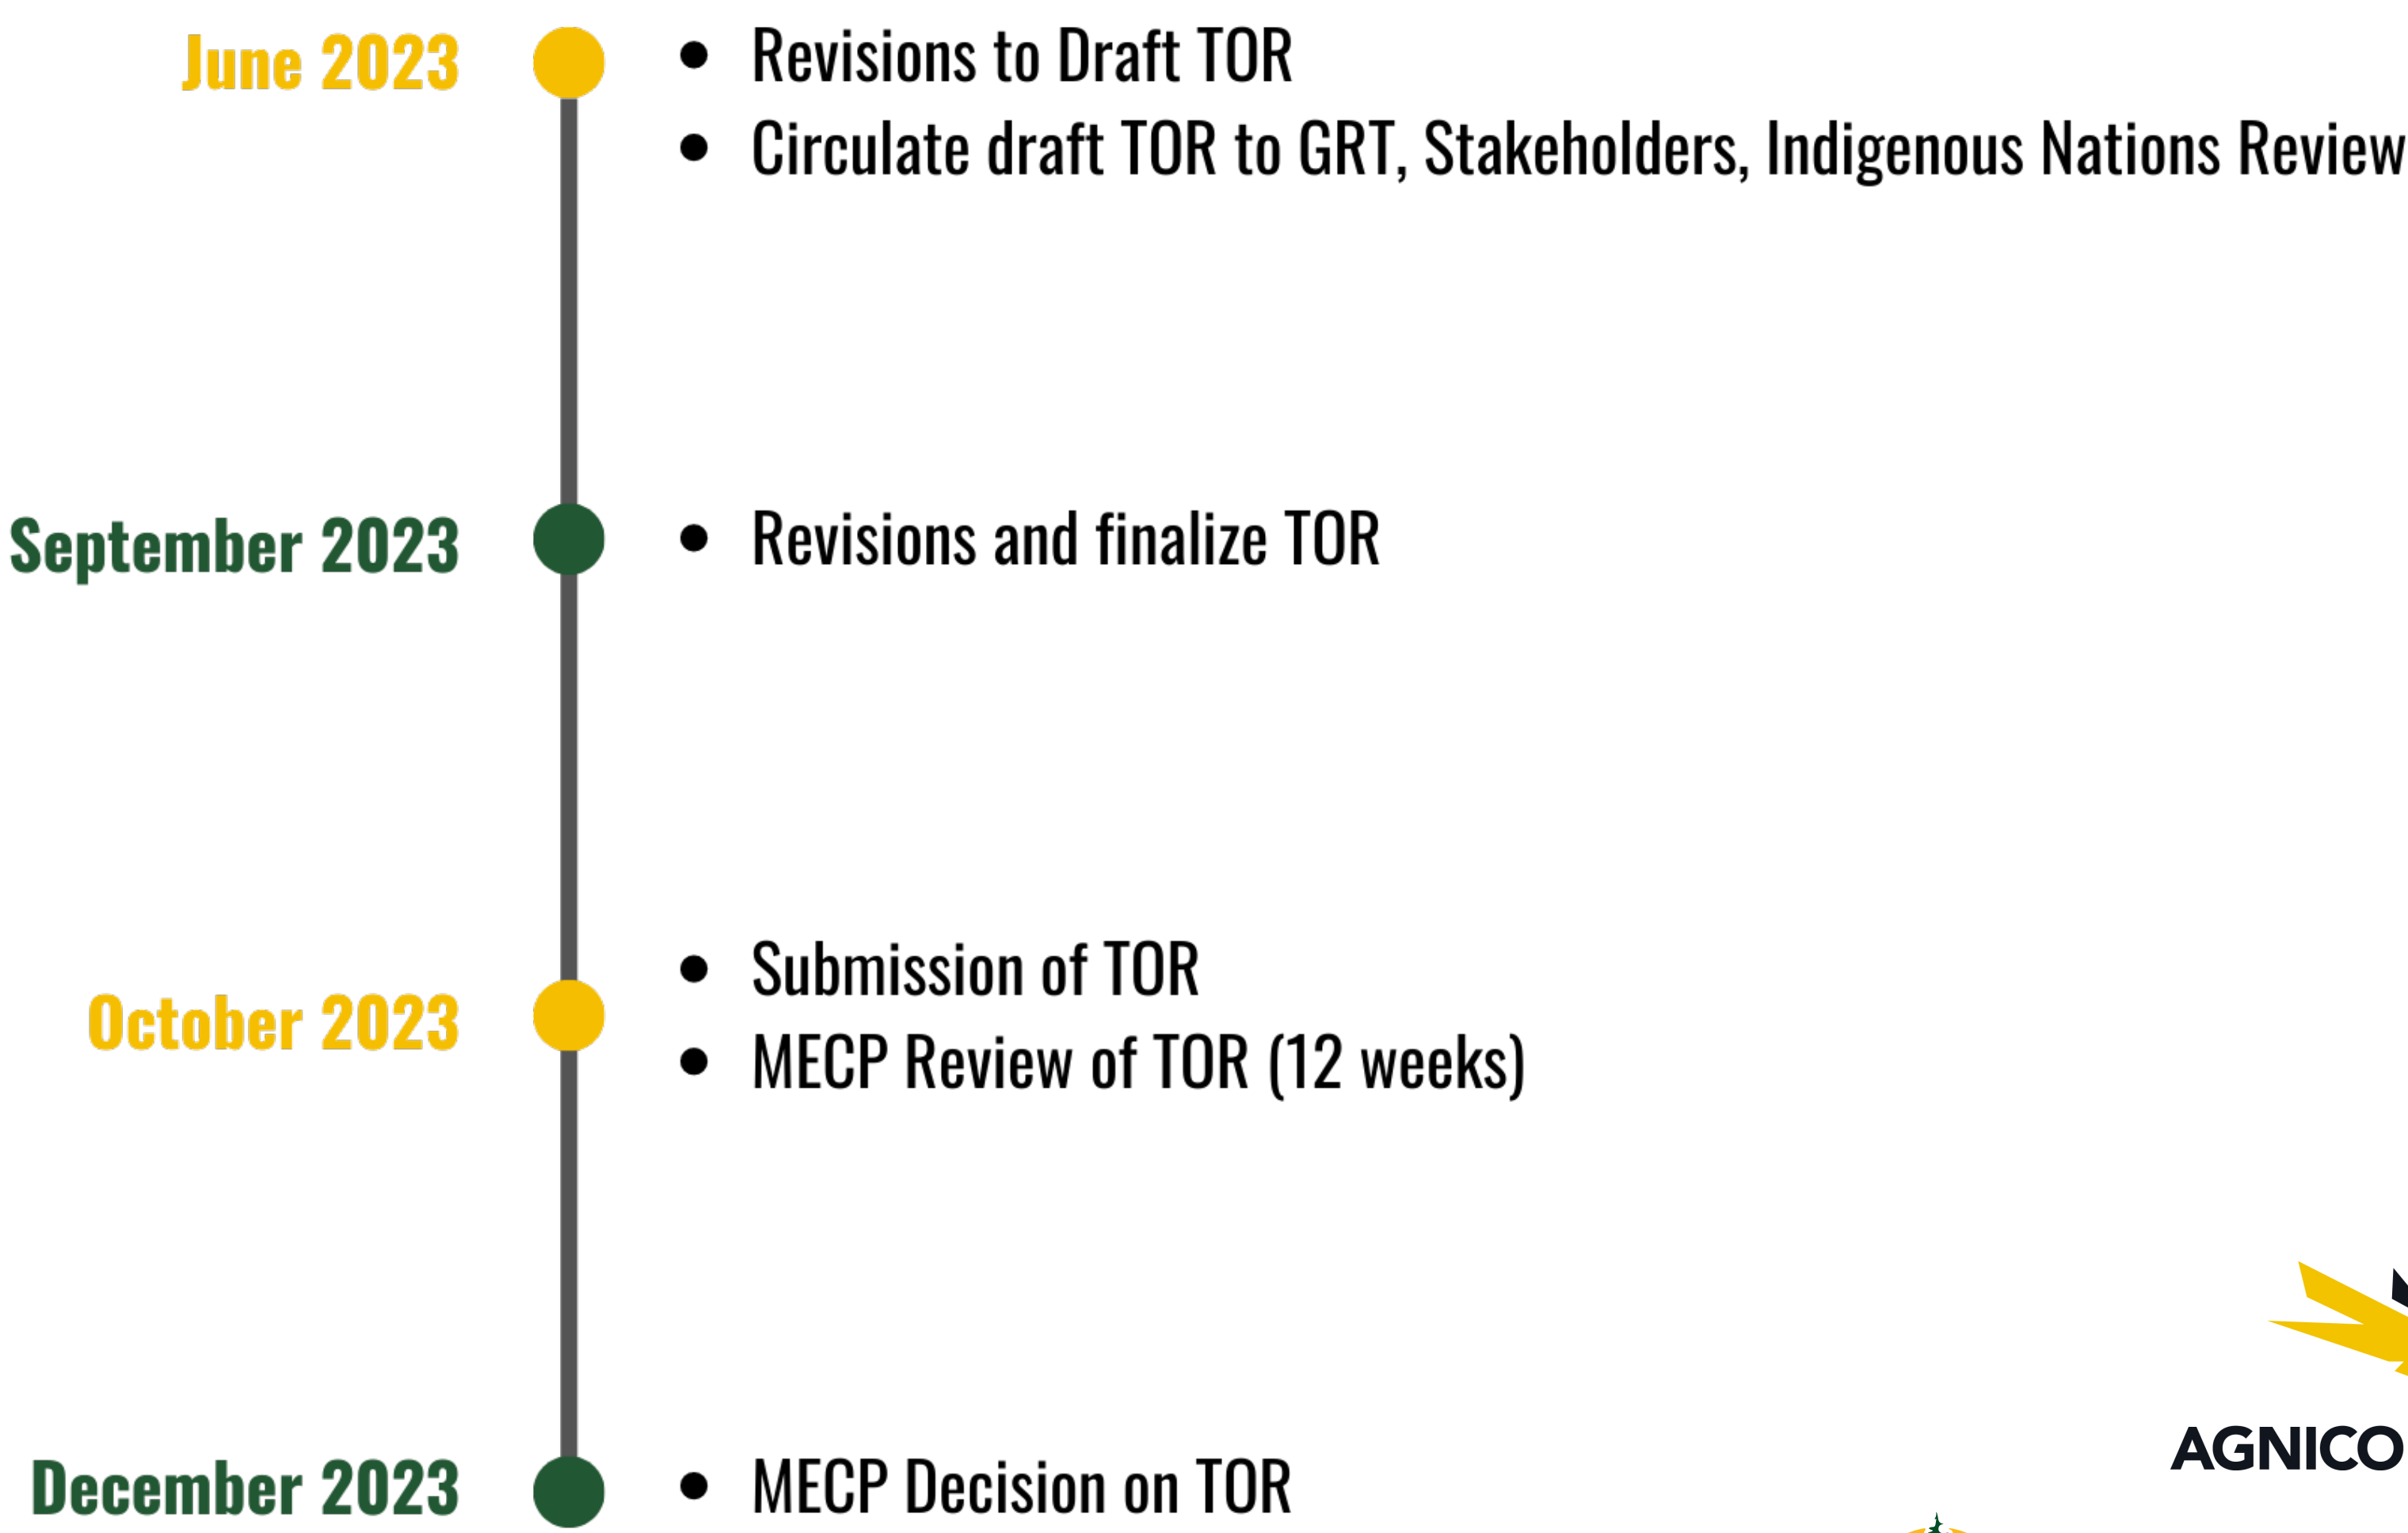 June 2023
• Revisions to Draft TOR
• Circulate draft TOR to GRT, Stakeholders, Indigenous Nations Review
September 2023
• Revisions and finalize TOR
October 2023
• Submission of TOR
• MECP Review of TOR (12 weeks)
December 2023
• MECP Decision on TOR
AGNICO